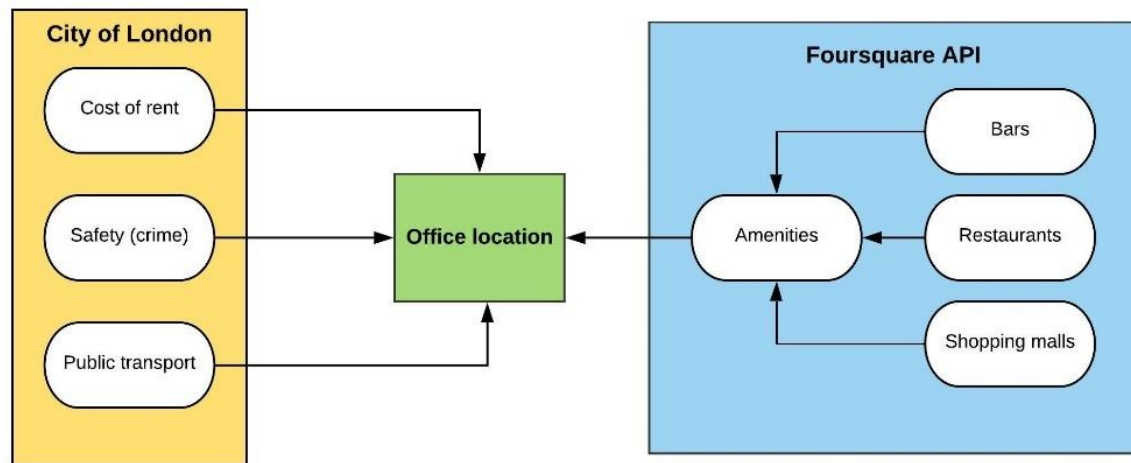 City of London
Cost of rent
Safety (crime)
Public transport
Office location
Foursquare API
Amenities
Bars
Restaurants
Shopping malls